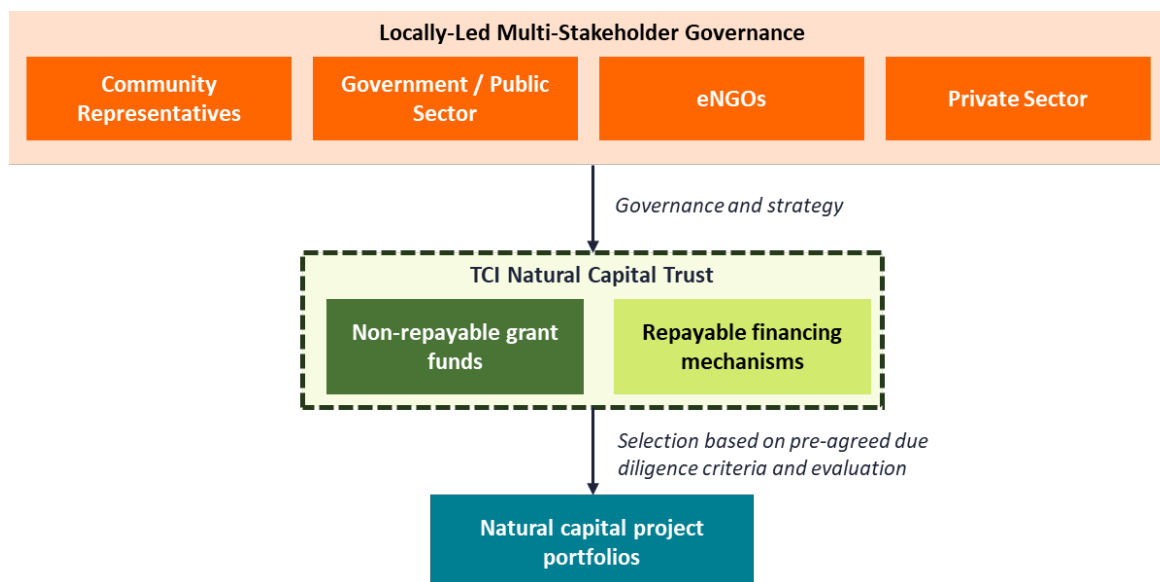 Locally-Led Multi-Stakeholder Governance
Community
Representatives
Government / Public
Sector
eNGOs
Private Sector
Governance and strategy
TCI Natural Capital Trust
Non-repayable grant
funds
Repayable financing
mechanisms
Selection based on pre-agreed due
diligence criteria and evaluation
Natural capital project
portfolios